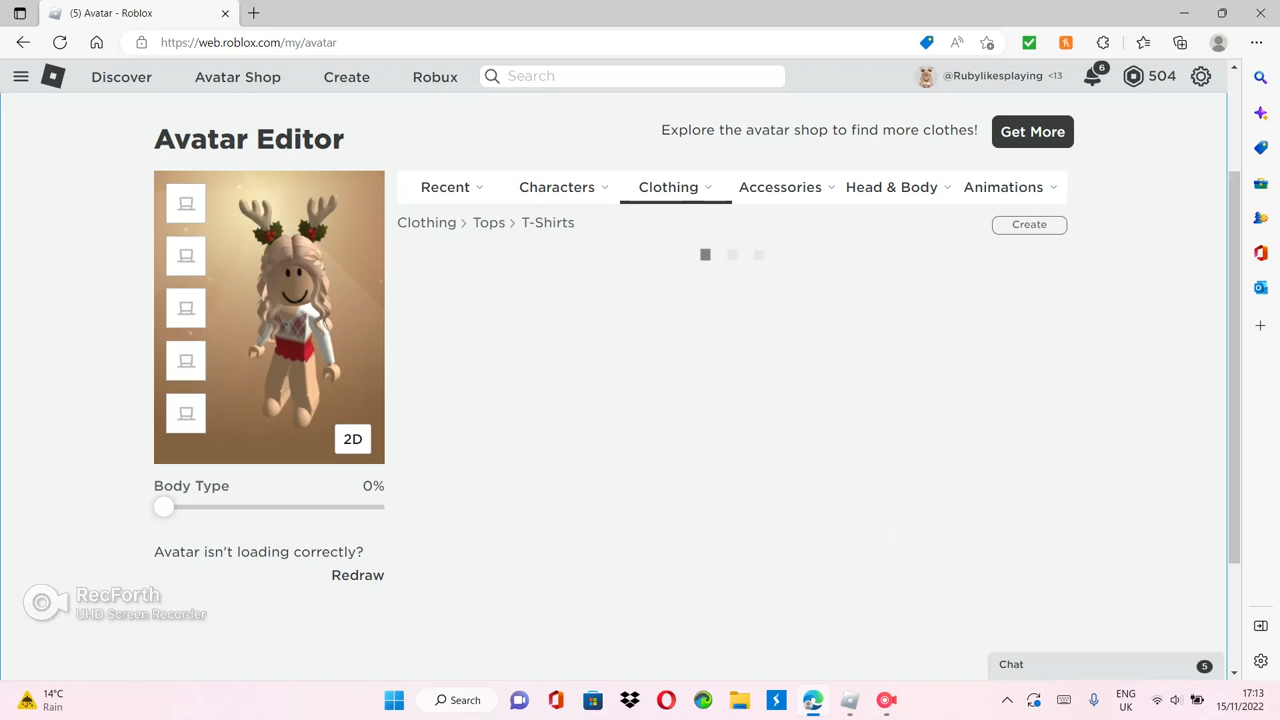 (5) Avatar - Roblox
https://web.roblox.com/my/avatar
Discover
Avatar Shop
Create
Robux
Search
@Rubylikesplaying <13
6
504
Avatar Editor
Explore the avatar shop to find more clothes!
Get More
Recent
Characters
Clothing
Accessories
Head & Body
Animations
Clothing > Tops > T-Shirts
Create
2D
Body Type
0%
Avatar isn't loading correctly?
Redraw
RecForth
UHD Screen Recorder
Chat
5
14°C
Rain
Search
ENG
UK
17:13
15/11/2022